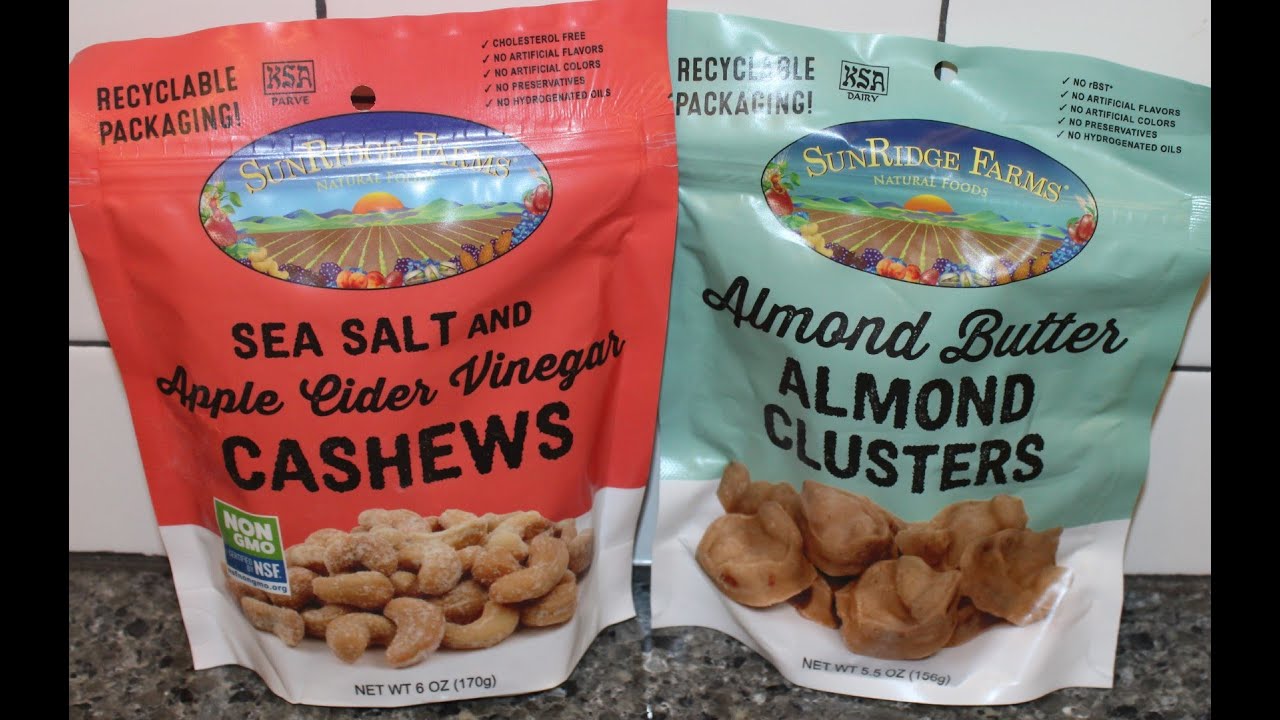 RECYCLABLE
PACKAGING!
KSA
PARVE
✓ CHOLESTEROL FREE
✓ NO ARTIFICIAL FLAVORS
✓ NO ARTIFICIAL COLORS
✓ NO PRESERVATIVES
✓ NO HYDROGENATED OILS
SUNRIDGE FARMS
NATURAL FOODS
SEA SALT AND
Apple Cider Vinegar
CASHEWS
NON
GMO
CERTIFIED BY NSF
NET WT 6 OZ (170g)
RECYCLABLE
PACKAGING!
KSA
DAIRY
✓ NO rBST*
✓ NO ARTIFICIAL FLAVORS
✓ NO ARTIFICIAL COLORS
✓ NO PRESERVATIVES
✓ NO HYDROGENATED OILS
SUNRIDGE FARMS®
NATURAL FOODS
Almond Butter
ALMOND
CLUSTERS
NET WT 5.5 OZ (156g)